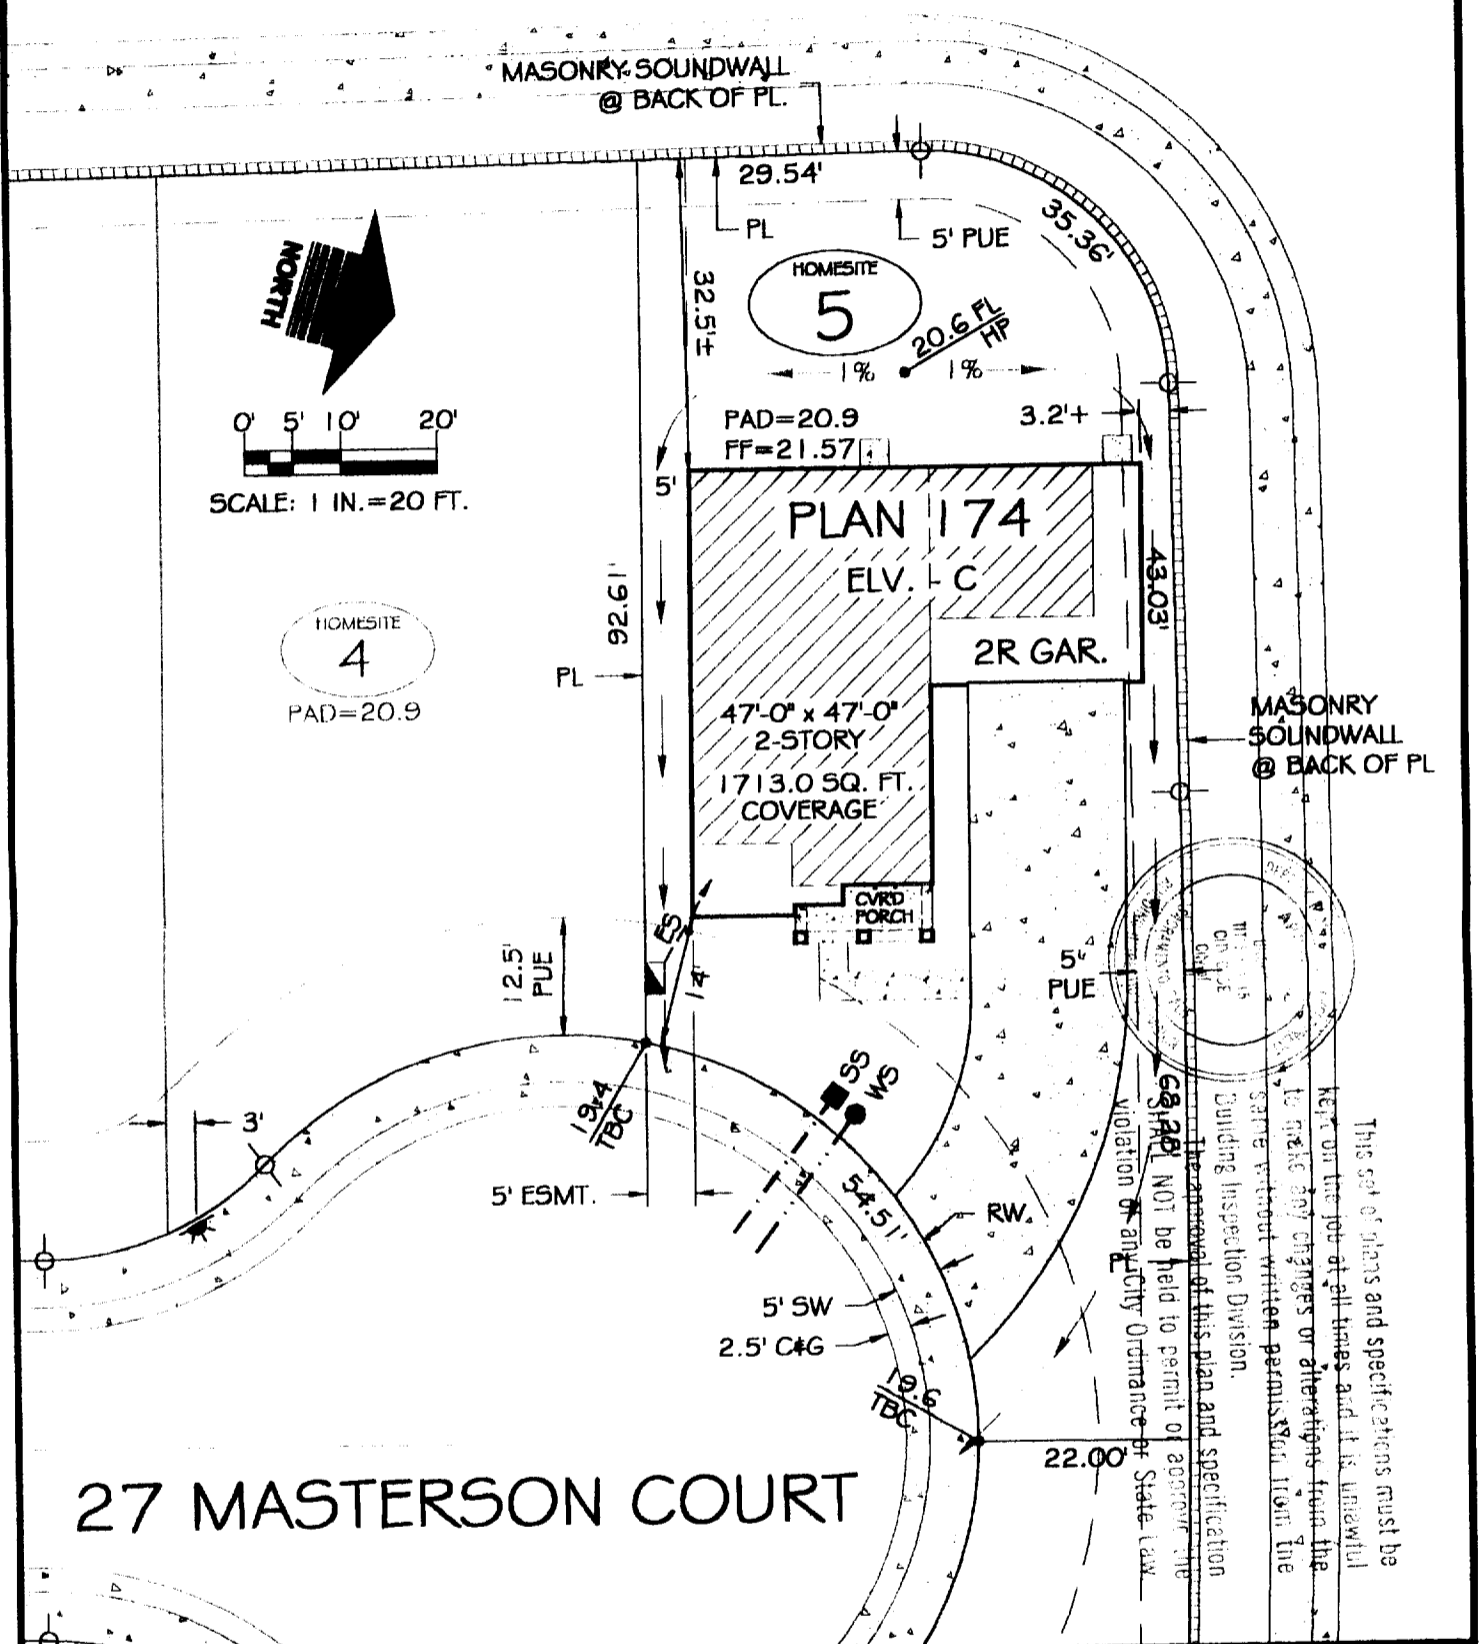 MASONRY SOUNDWALL
@ BACK OF PL.
29.54'
PL
5' PUE
35.36'
NORTH
32.5'±
HOMESITE
5
20.6 FL
HP
1%
1%
0' 5' 10' 20'
SCALE: 1 IN.=20 FT.
PAD=20.9
FF=21.57
3.2'+
5'
PLAN 174
ELV. - C
92.61'
43.03'
HOMESITE
4
PAD=20.9
PL
2R GAR.
47'-0" x 47'-0"
2-STORY
1713.0 SQ. FT.
COVERAGE
MASONRY
SOUNDWALL
@ BACK OF PL
CVR'D
PORCH
ES
14'
12.5'
PUE
5'
PUE
SS
WS
19.4
TBC
3'
5' ESMT.
54.51'
RW.
68.28'
PL
5' SW
2.5' C&G
19.6
TBC
22.00'
27 MASTERSON COURT
This set of plans and specifications must be
kept on the job at all times and it is unlawful
to make any changes or alterations from the
same without written permission from the
Building Inspection Division.
The approval of this plan and specification
SHALL NOT be held to permit or approve the
violation of any City Ordinance or State Law